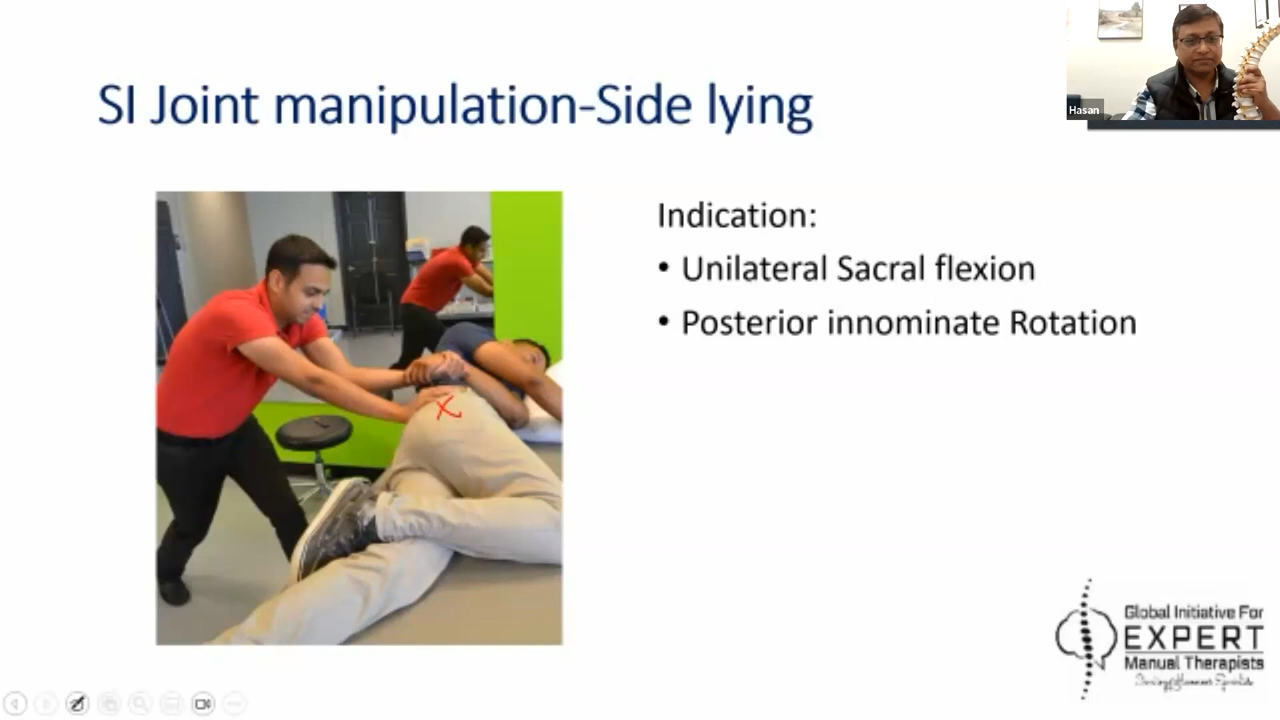 Hasan
SI Joint manipulation-Side lying
Indication:
• Unilateral Sacral flexion
• Posterior innominate Rotation
Global Initiative For
EXPERT
Manual Therapists